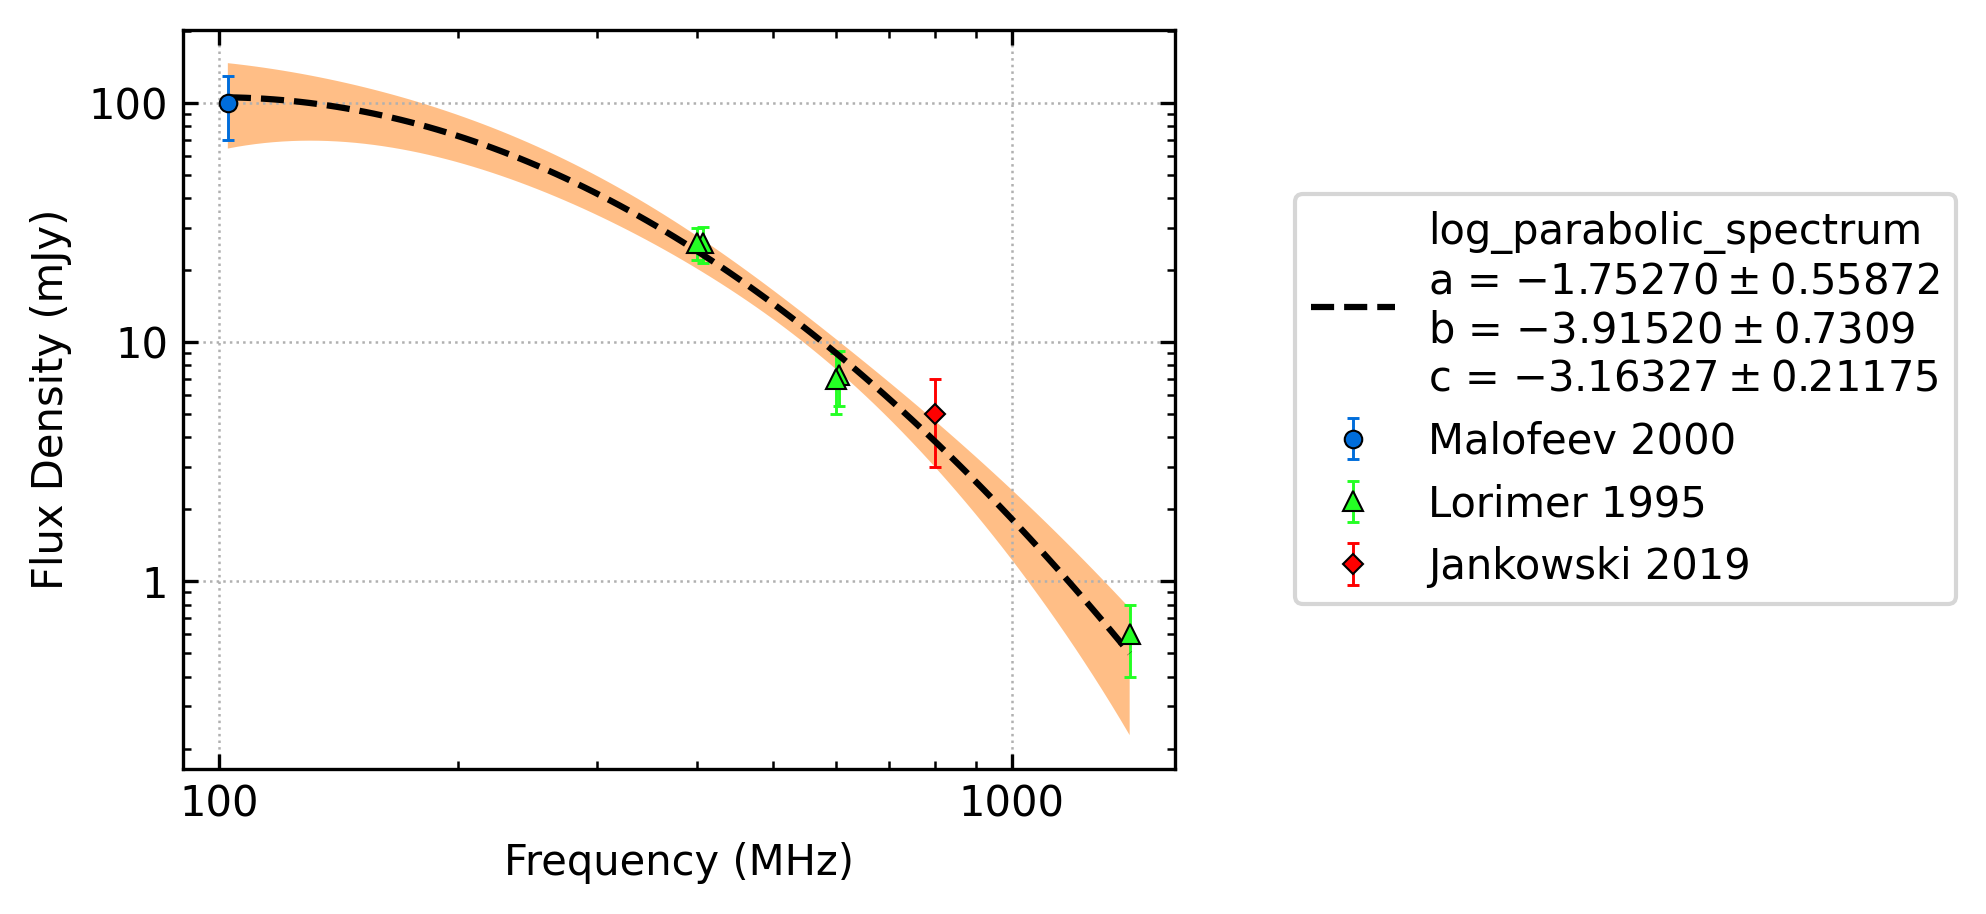 100
10
1
Flux Density (mJy)
100
1000
Frequency (MHz)
log_parabolic_spectrum
a = −1.75270 ± 0.55872
b = −3.91520 ± 0.7309
c = −3.16327 ± 0.21175
Malofeev 2000
Lorimer 1995
Jankowski 2019